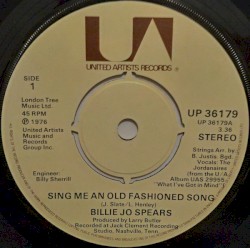 UA
UNITED ARTISTS RECORDS
SIDE
1
London Tree
Music Ltd.
45 RPM
℗ 1976
United Artists
Music and
Records
Group Inc.
UP 36179
UP 36179A
3.36
STEREO
Strings Arr. by
B. Justis, Bgd.
Vocals: The
Jordanaires
(from the U.A.
Album UAS 29955
"What I've Got in Mind")
Engineer:
Billy Sherrill
SING ME AN OLD FASHIONED SONG
BILLIE JO SPEARS
Produced by Larry Butler
Recorded at Jack Clement Recording
Studio, Nashville, Tenn.